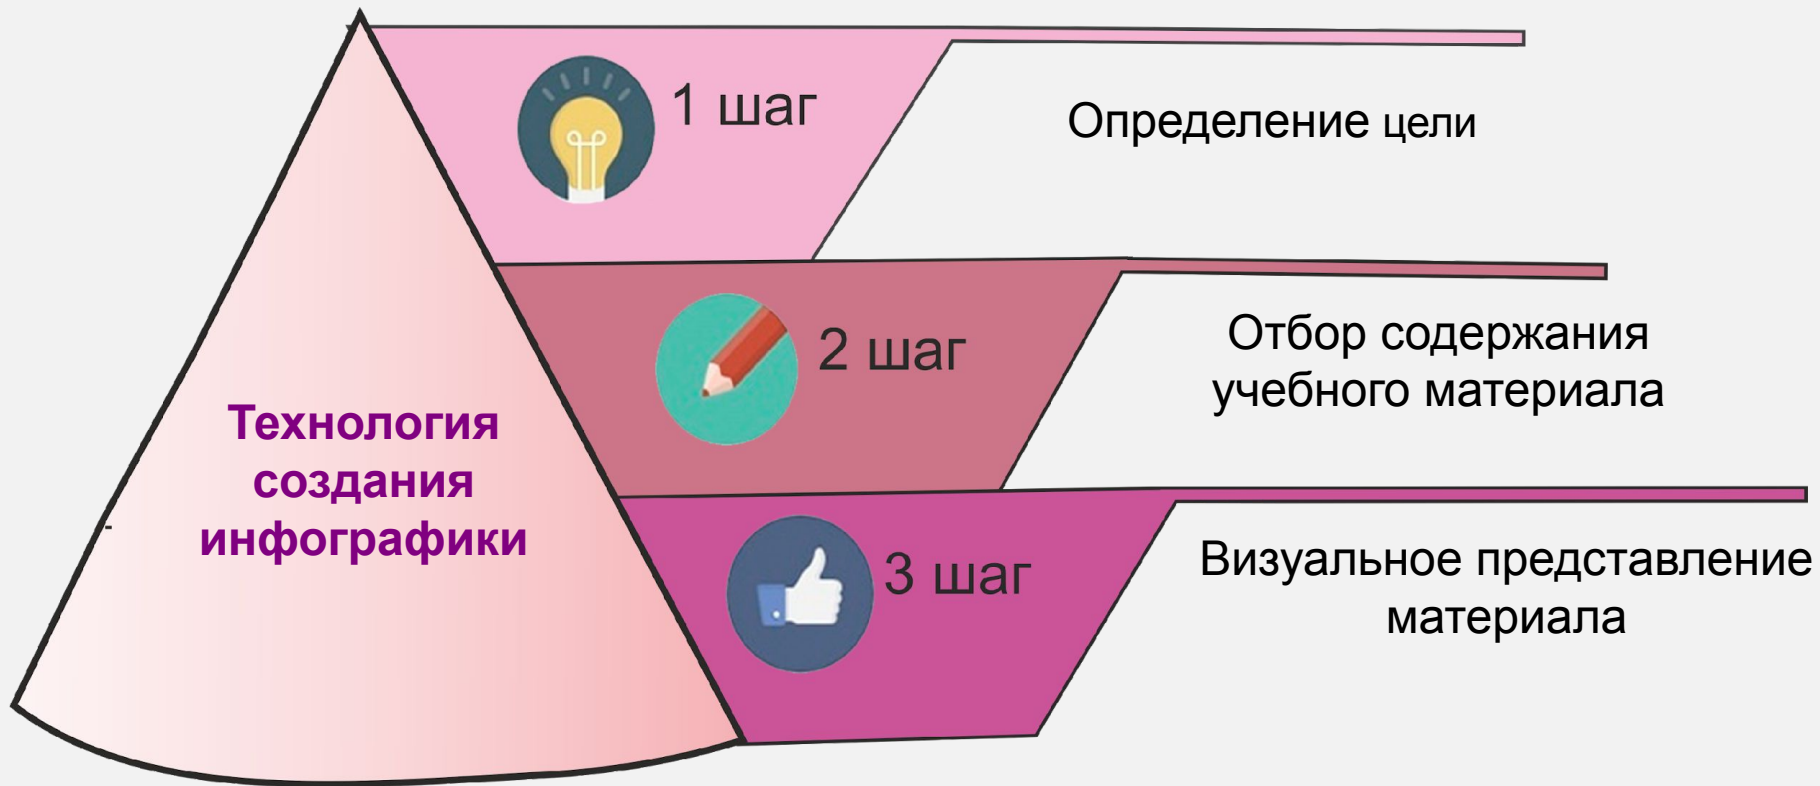 1 шаг
Определение цели
2 шаг
Отбор содержания
учебного материала
Технология
создания
инфографики
3 шаг
Визуальное представление
материала